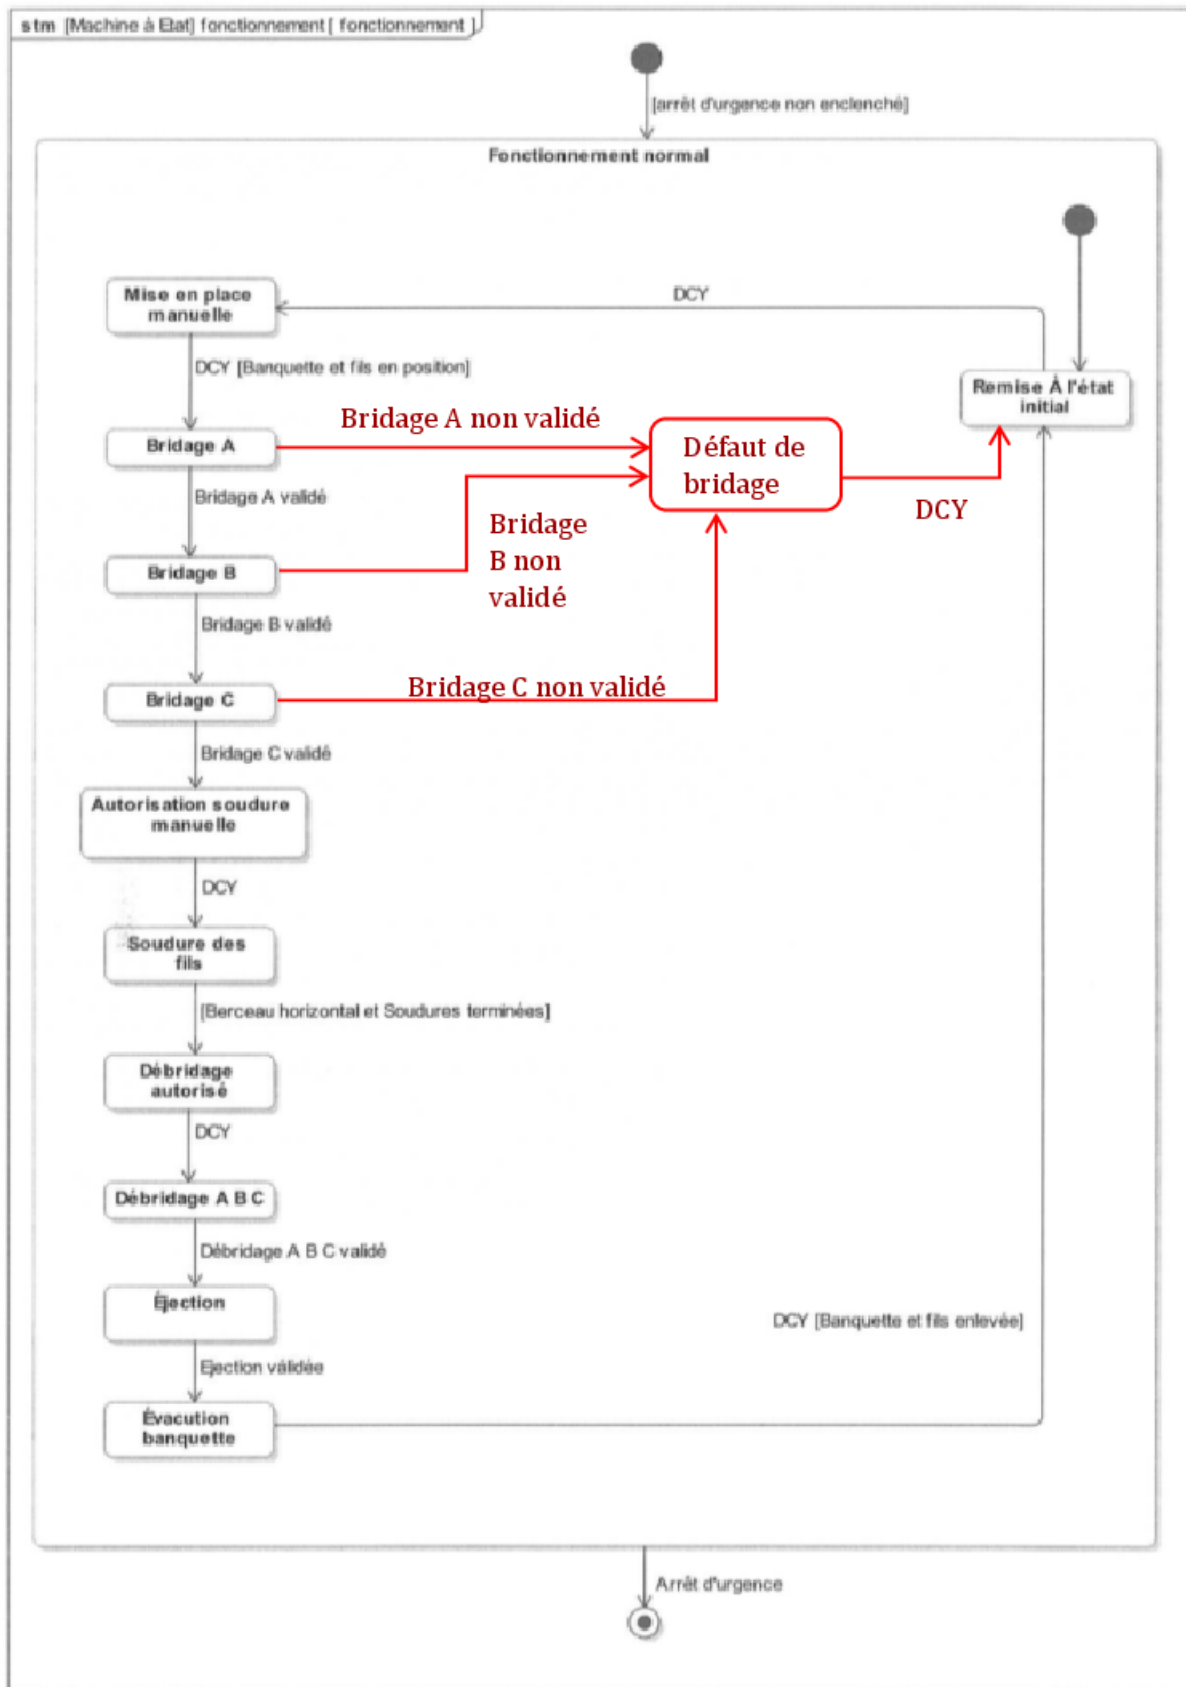 stm [Machine à Etat] fonctionnement [ fonctionnement ]
[arrêt d'urgence non enclenché]
Fonctionnement normal
Mise en place
manuelle
DCY
DCY [Banquette et fils en position]
Remise À l'état
initial
Bridage A non validé
Bridage A
Défaut de
bridage
Bridage A validé
DCY
Bridage
B non
validé
Bridage B
Bridage B validé
Bridage C non validé
Bridage C
Bridage C validé
Autorisation soudure
manuelle
DCY
Soudure des
fils
[Berceau horizontal et Soudures terminées]
Débridage
autorisé
DCY
Débridage A B C
Débridage A B C validé
Éjection
DCY [Banquette et fils enlevée]
Ejection válidée
Évacution
banquette
Arrêt d'urgence